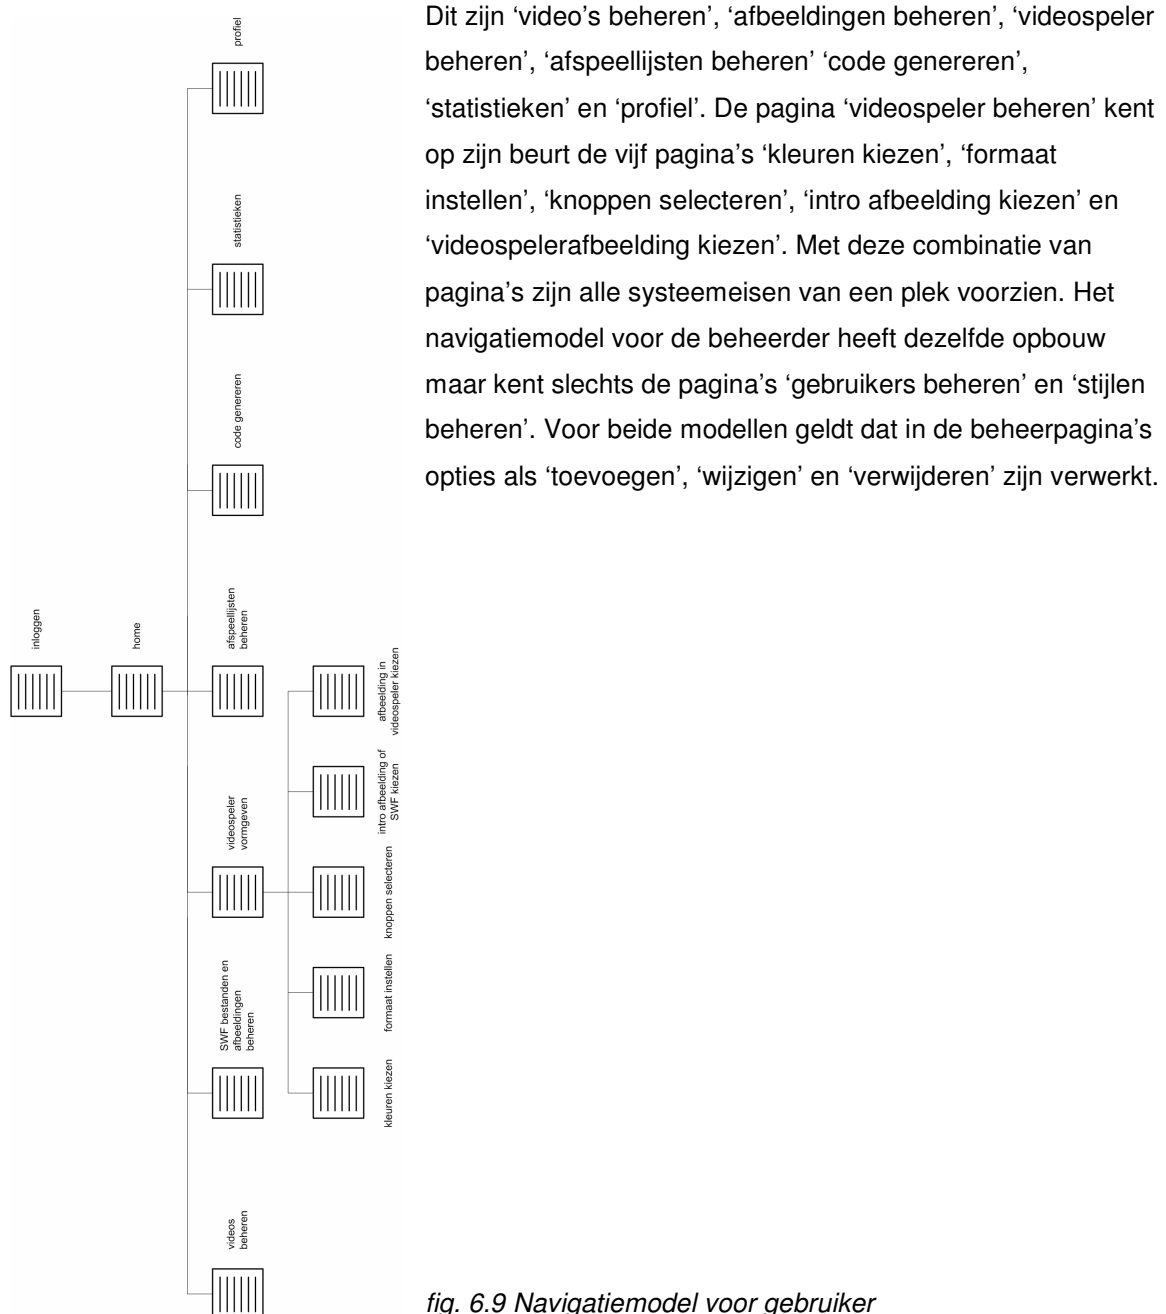 Dit zijn ‘video’s beheren’, ‘afbeeldingen beheren’, ‘videospeler
beheren’, ‘afspeellijsten beheren’ ‘code genereren’,
‘statistieken’ en ‘profiel’. De pagina ‘videospeler beheren’ kent
op zijn beurt de vijf pagina’s ‘kleuren kiezen’, ‘formaat
instellen’, ‘knoppen selecteren’, ‘intro afbeelding kiezen’ en
‘videospelerafbeelding kiezen’. Met deze combinatie van
pagina’s zijn alle systeemeisen van een plek voorzien. Het
navigatiemodel voor de beheerder heeft dezelfde opbouw
maar kent slechts de pagina’s ‘gebruikers beheren’ en ‘stijlen
beheren’. Voor beide modellen geldt dat in de beheerpagina’s
opties als ‘toevoegen’, ‘wijzigen’ en ‘verwijderen’ zijn verwerkt.
inloggen
home
videos
beheren
SWF bestanden en
afbeeldingen
beheren
videospeler
vormgeven
afspeellijsten
beheren
code genereren
statistieken
profiel
kleuren kiezen
formaat instellen
knoppen selecteren
intro afbeelding of
SWF kiezen
afbeelding in
videospeler kiezen
fig. 6.9 Navigatiemodel voor gebruiker